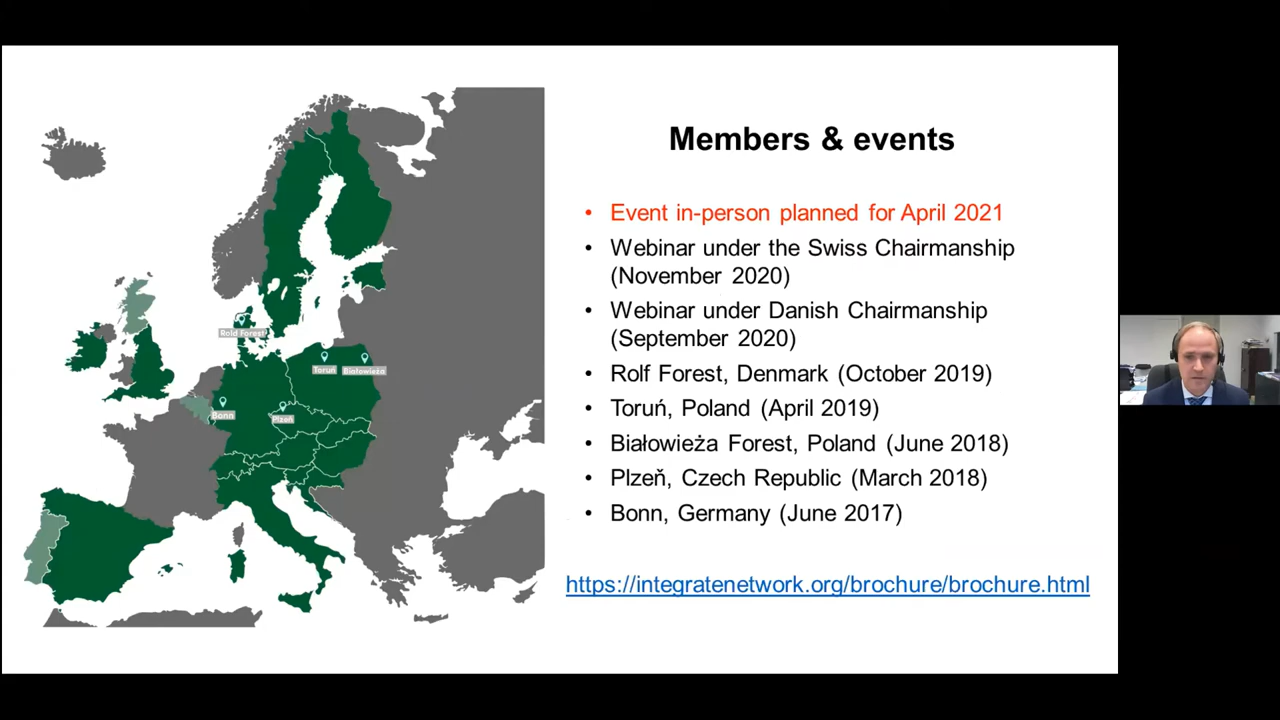 Members & events
• Event in-person planned for April 2021
• Webinar under the Swiss Chairmanship
(November 2020)
• Webinar under Danish Chairmanship
(September 2020)
• Rolf Forest, Denmark (October 2019)
• Toruń, Poland (April 2019)
• Białowieża Forest, Poland (June 2018)
• Plzeň, Czech Republic (March 2018)
• Bonn, Germany (June 2017)
https://integratenetwork.org/brochure/brochure.html
Rold Forest
Toruń
Białowieża
Bonn
Plzeň